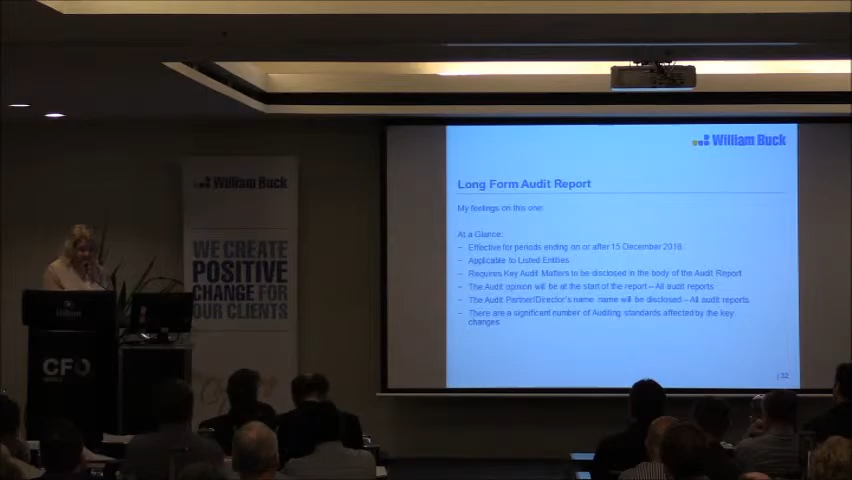 William Buck
WE CREATE
POSITIVE
CHANGE FOR
OUR CLIENTS
Hilton
CFO
William Buck
Long Form Audit Report
My feelings on this one:
At a Glance:
– Effective for periods ending on or after 15 December 2016.
– Applicable to Listed Entities
– Requires Key Audit Matters to be disclosed in the body of the Audit Report
– The Audit opinion will be at the start of the report – All audit reports
– The Audit Partner/Director's name name will be disclosed – All audit reports
– There are a significant number of Auditing standards affected by the key
changes
| 32